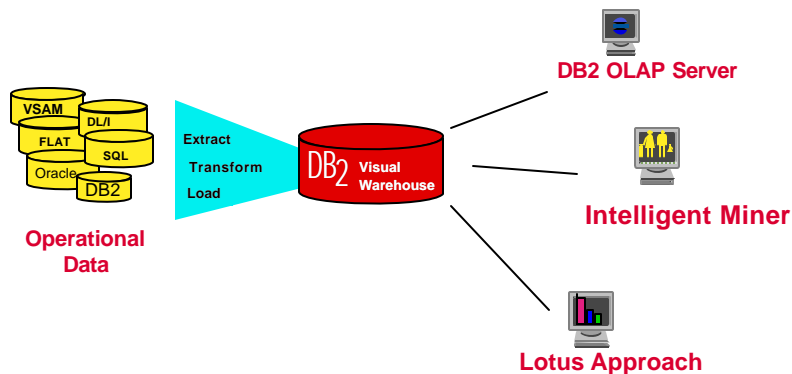 VSAM
DL/I
FLAT
SQL
Oracle
DB2
Operational
Data
Extract
Transform
Load
DB2
Visual
Warehouse
DB2 OLAP Server
Intelligent Miner
Lotus Approach